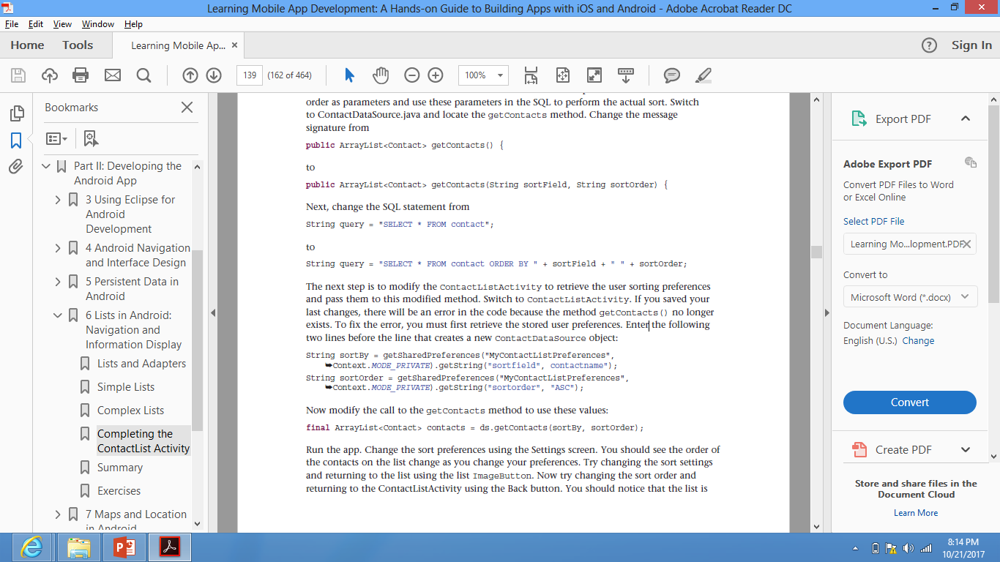 Learning Mobile App Development: A Hands-on Guide to Building Apps with iOS and Android - Adobe Acrobat Reader DC
File Edit View Window Help
Home Tools Learning Mobile Ap... × Sign In
139 (162 of 464) 100%
Bookmarks
Part II: Developing the
Android App
3 Using Eclipse for
Android
Development
4 Android Navigation
and Interface Design
5 Persistent Data in
Android
6 Lists in Android:
Navigation and
Information Display
Lists and Adapters
Simple Lists
Complex Lists
Completing the
ContactList Activity
Summary
Exercises
7 Maps and Location
in Android
order as parameters and use these parameters in the SQL to perform the actual sort. Switch
to ContactDataSource.java and locate the getContacts method. Change the message
signature from
public ArrayList<Contact> getContacts() {
to
public ArrayList<Contact> getContacts(String sortField, String sortOrder) {
Next, change the SQL statement from
String query = "SELECT * FROM contact";
to
String query = "SELECT * FROM contact ORDER BY " + sortField + " " + sortOrder;
The next step is to modify the ContactListActivity to retrieve the user sorting preferences
and pass them to this modified method. Switch to ContactListActivity. If you saved your
last changes, there will be an error in the code because the method getContacts() no longer
exists. To fix the error, you must first retrieve the stored user preferences. Enter the following
two lines before the line that creates a new ContactDataSource object:
String sortBy = getSharedPreferences("MyContactListPreferences",
➥Context.MODE_PRIVATE).getString("sortfield", contactname");
String sortOrder = getSharedPreferences("MyContactListPreferences",
➥Context.MODE_PRIVATE).getString("sortorder", "ASC");
Now modify the call to the getContacts method to use these values:
final ArrayList<Contact> contacts = ds.getContacts(sortBy, sortOrder);
Run the app. Change the sort preferences using the Settings screen. You should see the order of
the contacts on the list change as you change your preferences. Try changing the sort settings
and returning to the list using the list ImageButton. Now try changing the sort order and
returning to the ContactListActivity using the Back button. You should notice that the list is
Export PDF
Adobe Export PDF
Convert PDF Files to Word
or Excel Online
Select PDF File
Learning Mo...lopment.PDF
Convert to
Microsoft Word (*.docx)
Document Language:
English (U.S.) Change
Convert
Create PDF
Store and share files in the
Document Cloud
Learn More
8:14 PM
10/21/2017